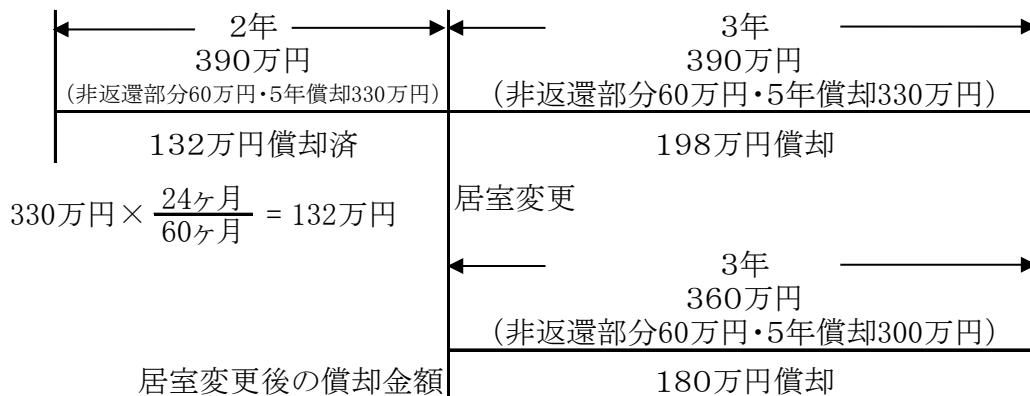 2年
390万円
（非返還部分60万円・5年償却330万円）
132万円償却済
3年
390万円
（非返還部分60万円・5年償却330万円）
198万円償却
330万円× 24ヶ月/60ヶ月 = 132万円
居室変更
3年
360万円
（非返還部分60万円・5年償却300万円）
居室変更後の償却金額
180万円償却